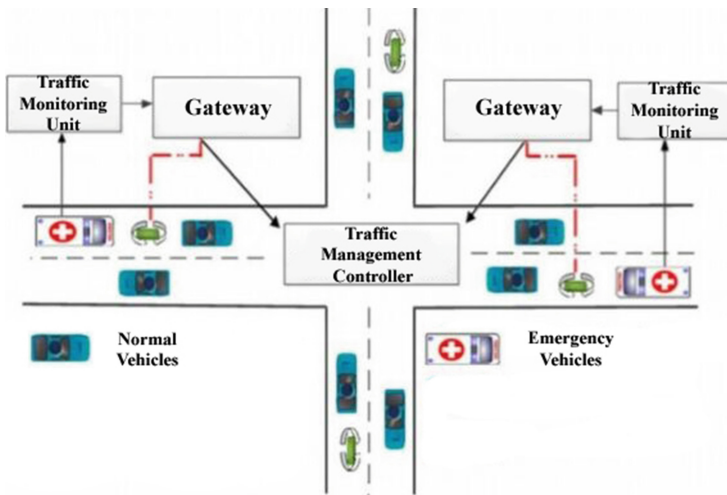 Traffic
Monitoring
Unit
Gateway
Gateway
Traffic
Monitoring
Unit
Traffic
Management
Controller
Normal
Vehicles
Emergency
Vehicles